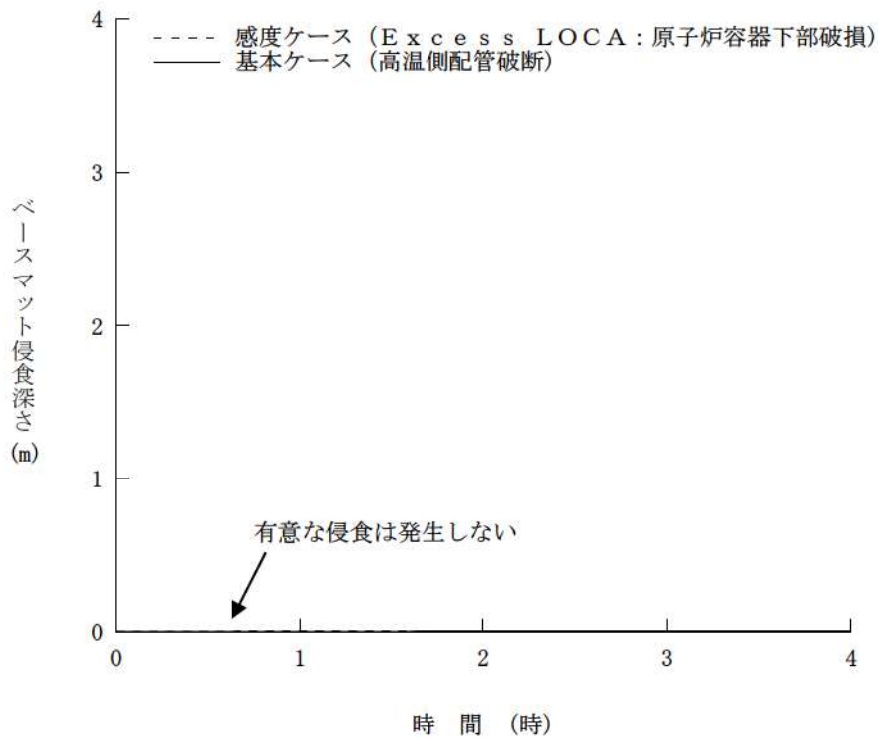 4
感度ケース（Ｅｘｃｅｓｓ ＬＯＣＡ：原子炉容器下部破損）
基本ケース（高温側配管破断）
3
ベースマット侵食深さ(m)
2
1
有意な侵食は発生しない
0
0 1 2 3 4
時 間 （時）